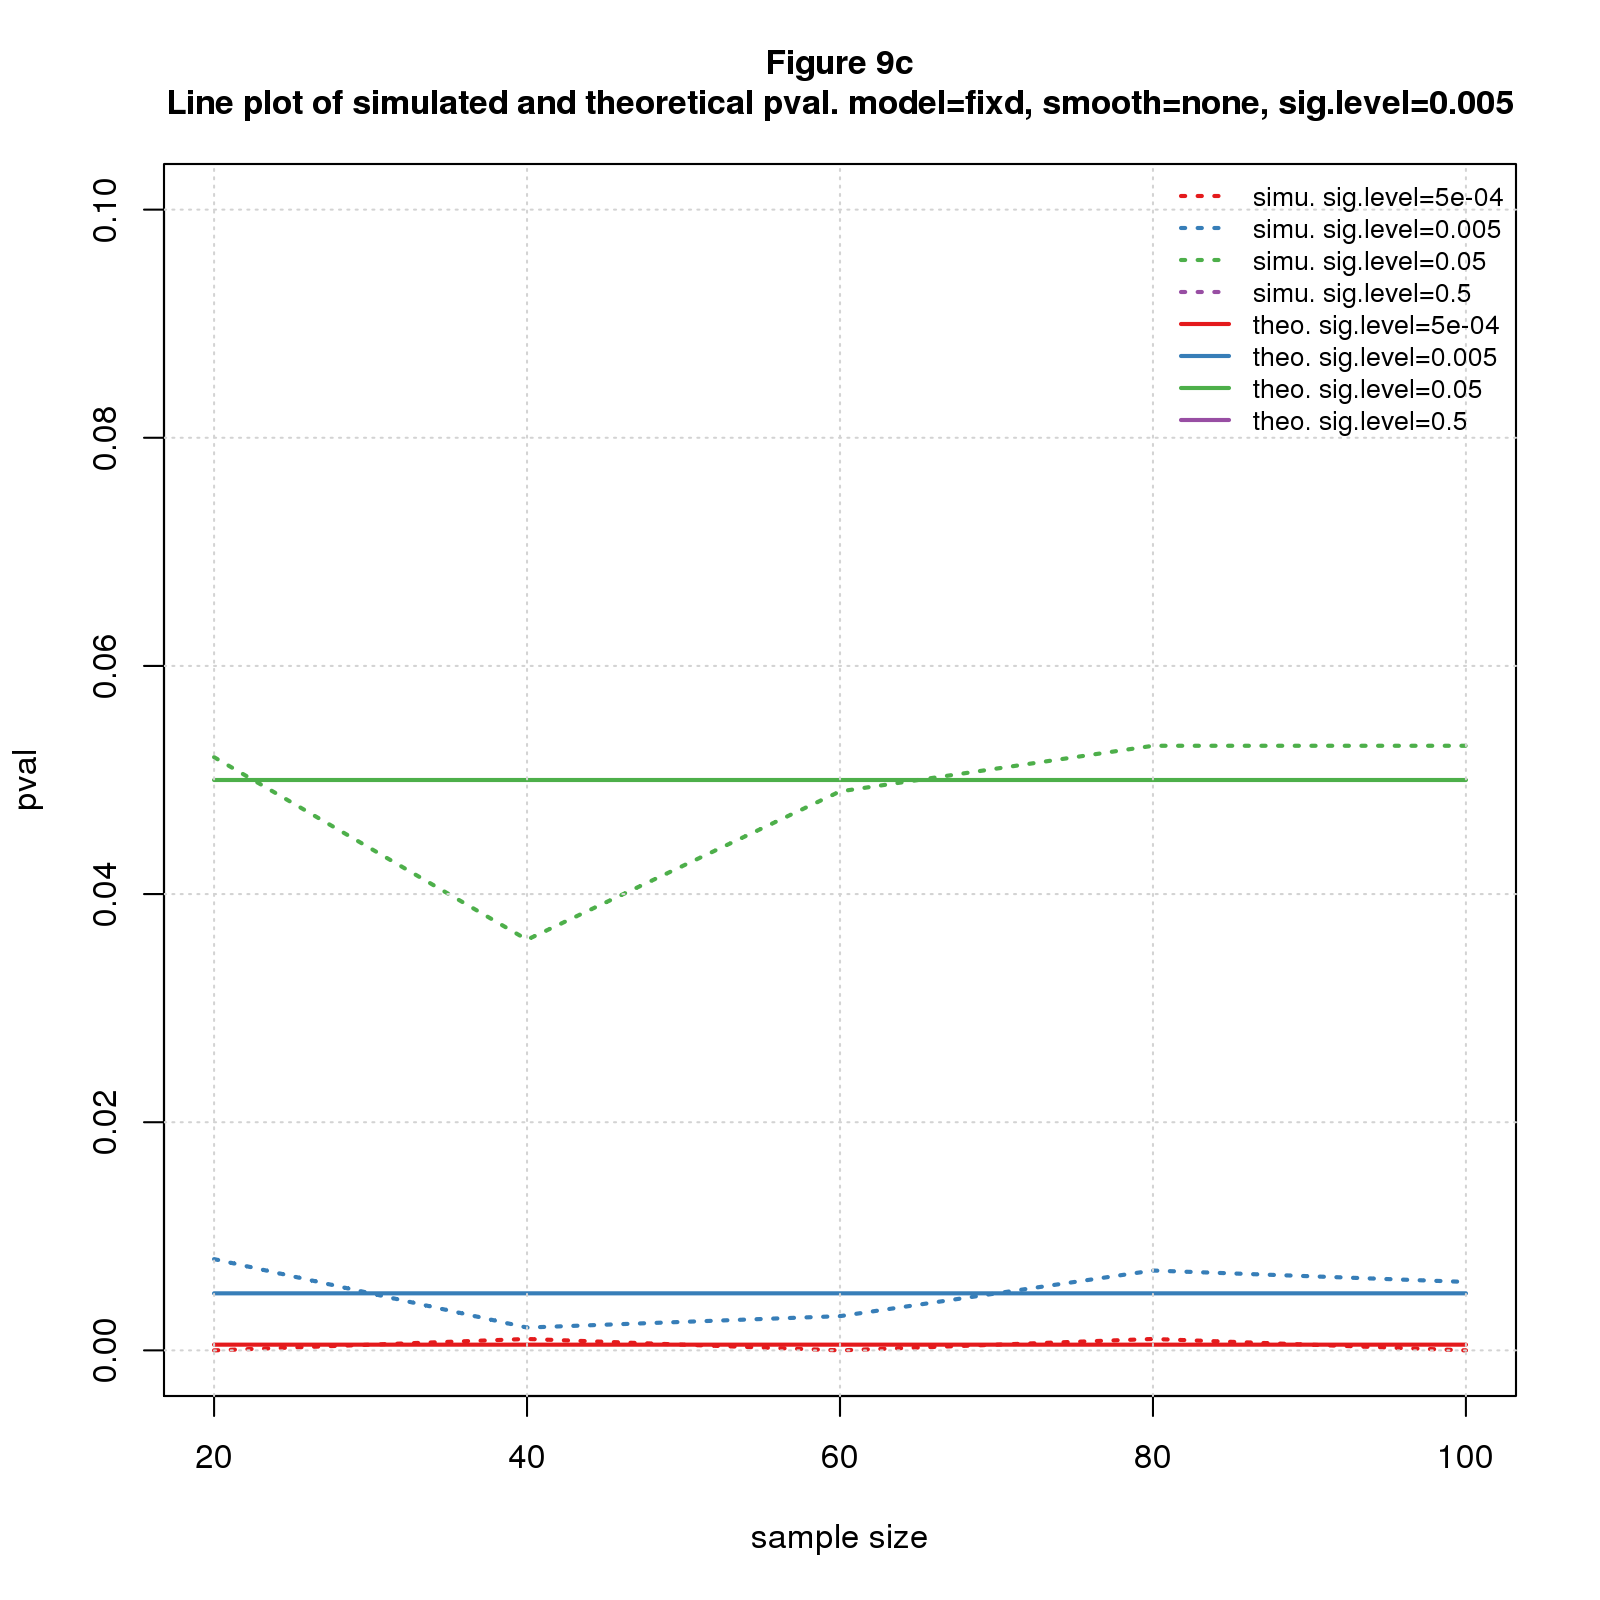 Figure 9c
Line plot of simulated and theoretical pval. model=fixd, smooth=none, sig.level=0.005
simu. sig.level=5e-04
simu. sig.level=0.005
simu. sig.level=0.05
simu. sig.level=0.5
theo. sig.level=5e-04
theo. sig.level=0.005
theo. sig.level=0.05
theo. sig.level=0.5
0.10
0.08
0.06
0.04
0.02
0.00
pval
20 40 60 80 100
sample size